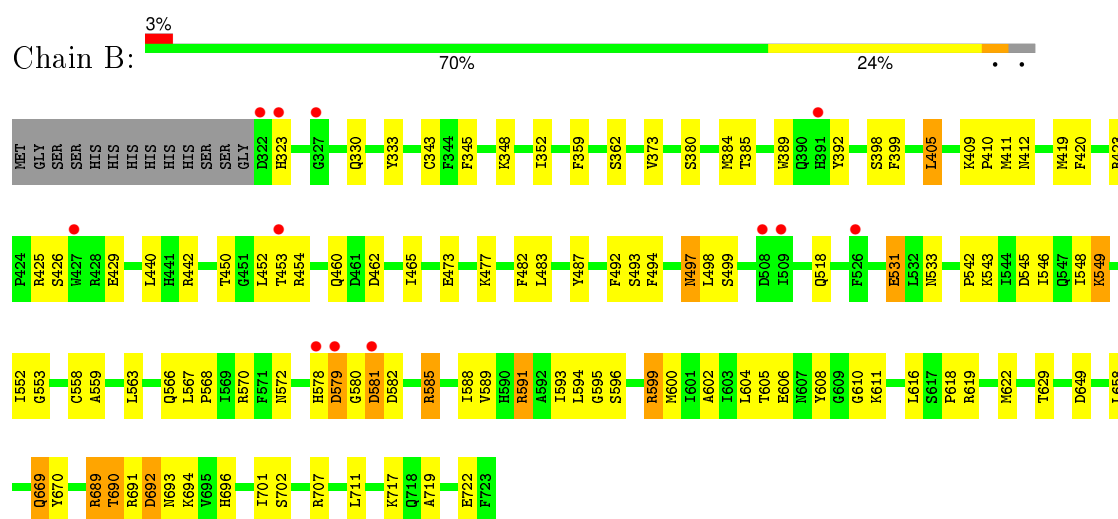 3%
Chain B:
70% 24% • •
MET GLY SER SER HIS HIS HIS HIS HIS HIS SER SER GLY D322 H323 G327 Q330 Y333 C343 F344 F345 K348 I352 F359 S362 V373 S380 M384 T385 W389 Q390 H391 Y392 S398 F399 L405 K409 P410 M411 N412 M419 F420
P424 R425 S426 W427 R428 E429 L440 H441 R442 T450 G451 L452 T453 R454 Q460 D461 D462 I465 E473 K477 F482 L483 Y487 F492 S493 F494 N497 L498 S499 D508 I509 Q518 F526 E531 L532 N533 P542 K543 I544 D545 I546 Q547 I548 K549
I552 G553 C558 A559 L563 Q566 L567 P568 I569 R570 F571 N572 H578 D579 G580 D581 D582 R585 I588 V589 H590 R591 A592 I593 L594 G595 S596 R599 M600 I601 A602 I603 L604 T605 E606 N607 Y608 G609 G610 K611 L616 S617 P618 R619 M622 T629 D649 L658
Q669 Y670 R689 T690 R691 D692 N693 K694 V695 H696 I701 S702 R707 L711 K717 Q718 A719 E722 F723